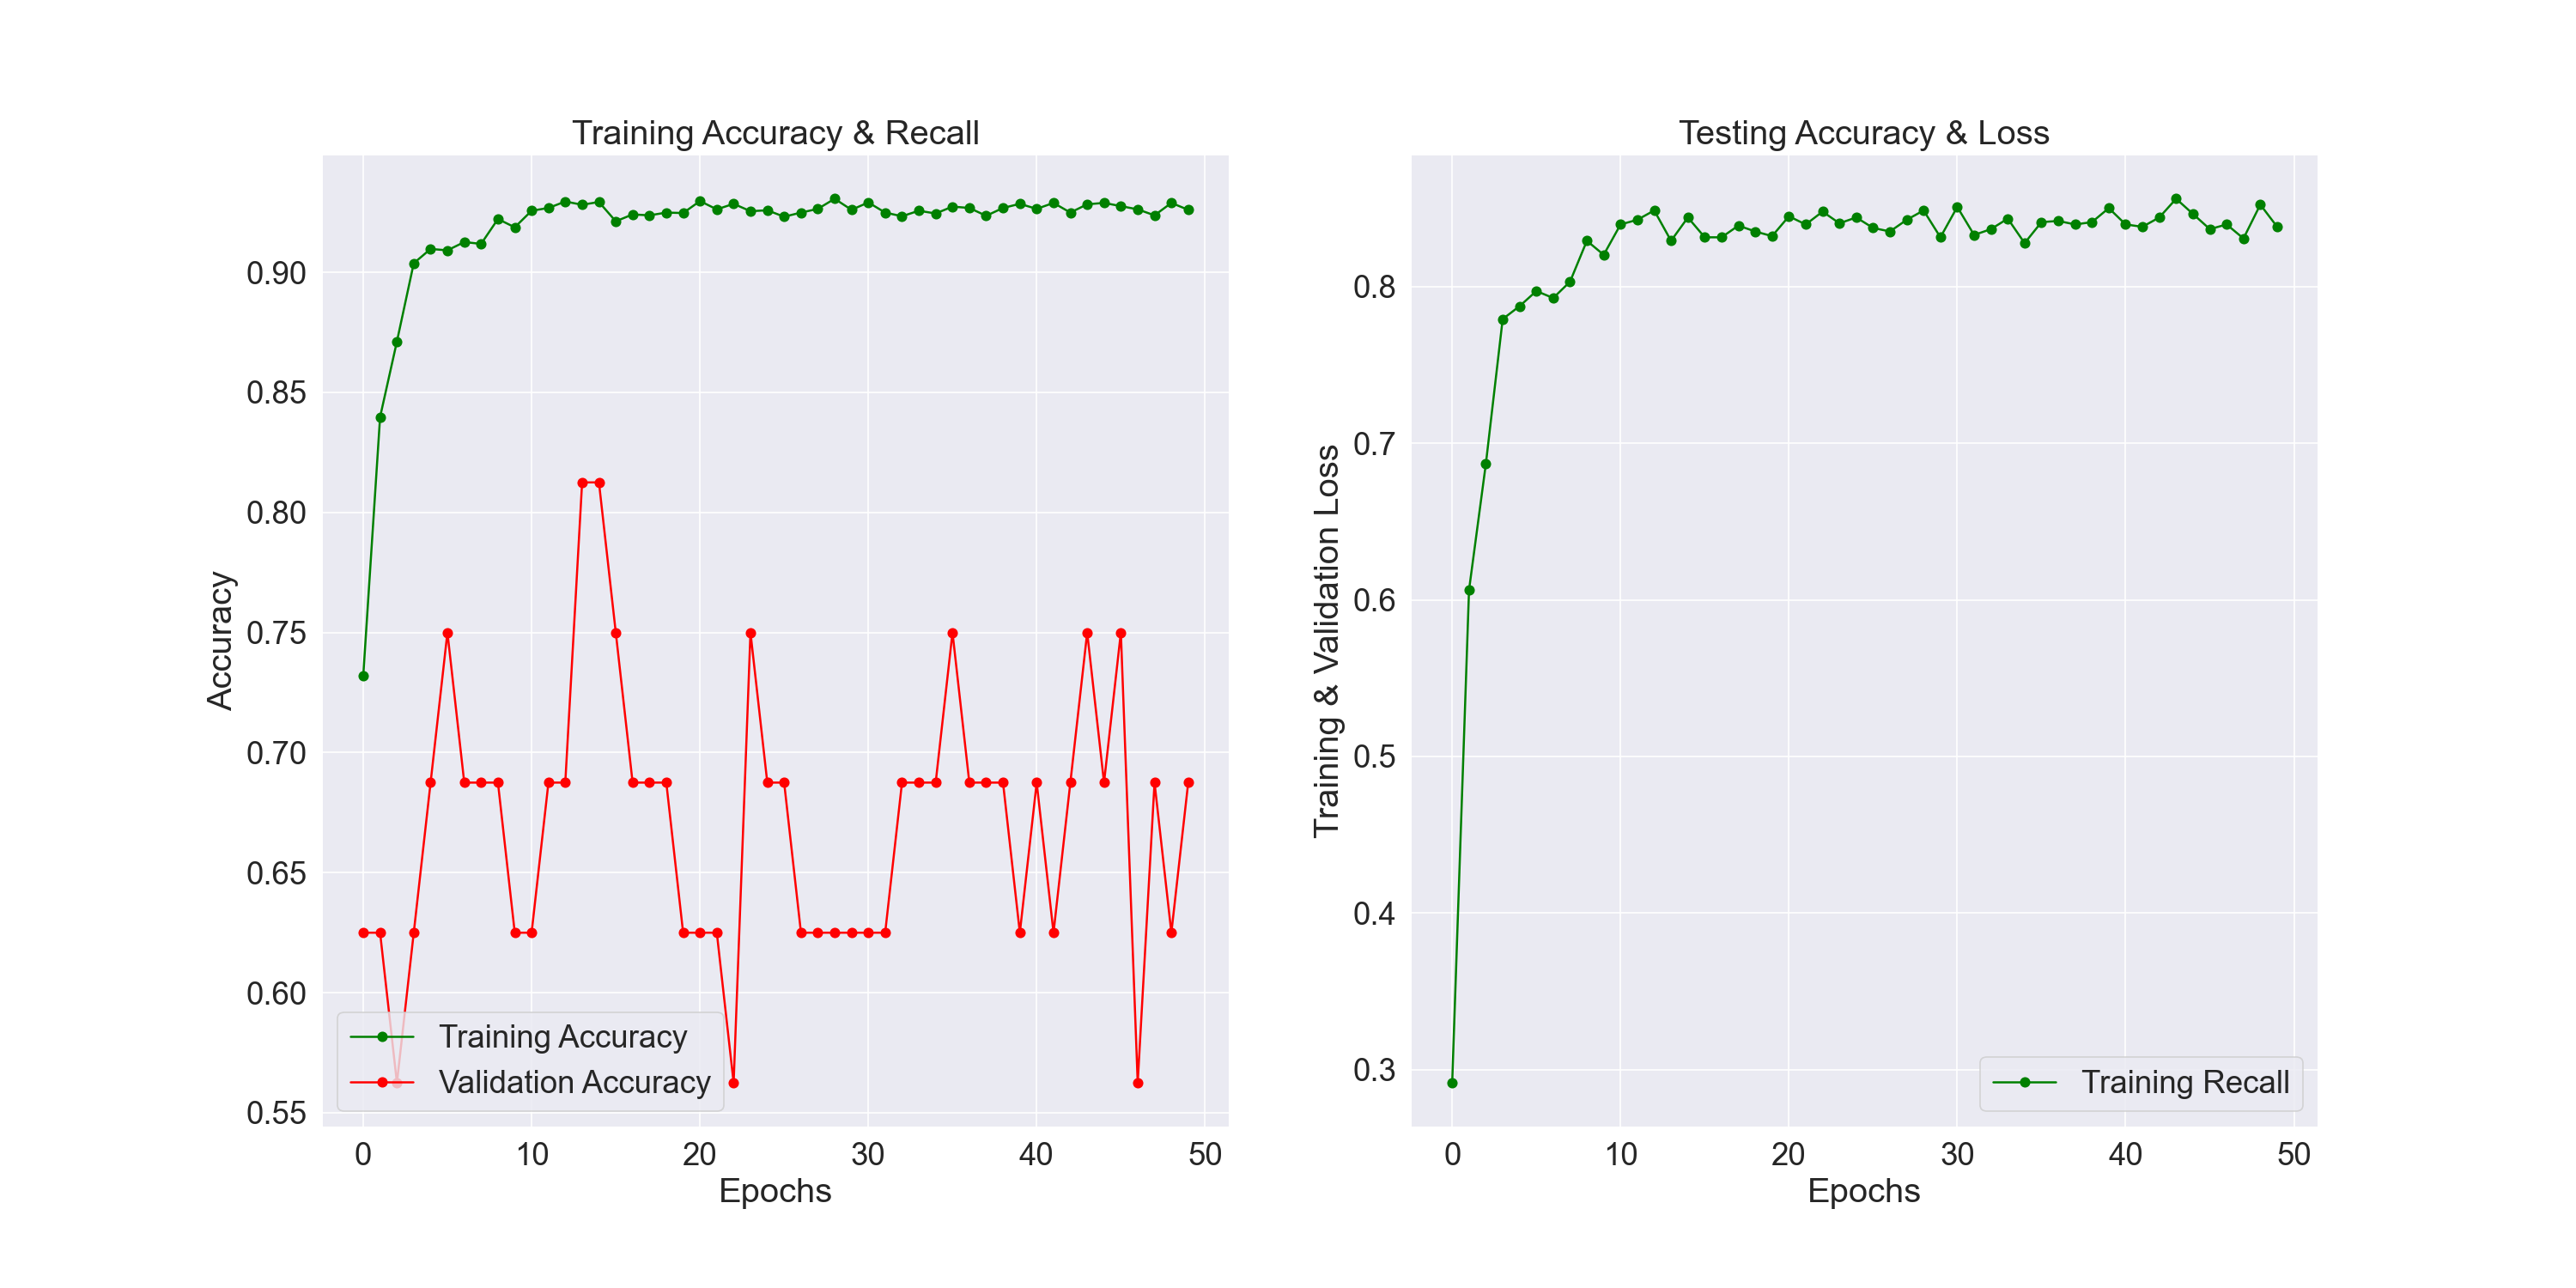 Training Accuracy & Recall
Accuracy
0.90
0.85
0.80
0.75
0.70
0.65
0.60
0.55
Training Accuracy
Validation Accuracy
0 10 20 30 40 50
Epochs
Testing Accuracy & Loss
Training & Validation Loss
0.8
0.7
0.6
0.5
0.4
0.3
Training Recall
0 10 20 30 40 50
Epochs